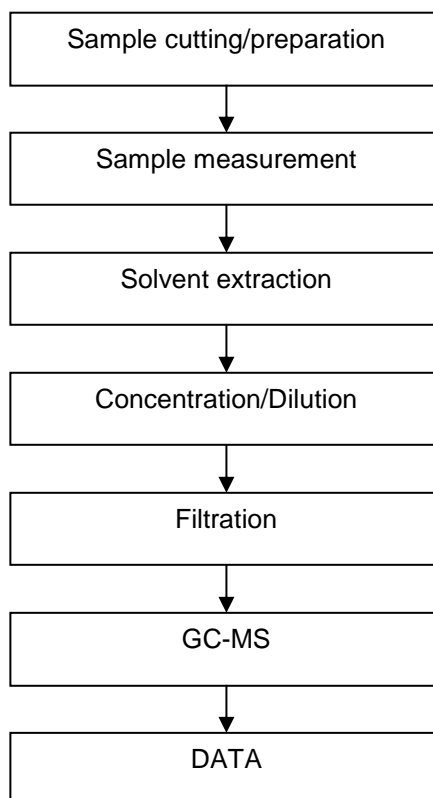 Sample cutting/preparation
Sample measurement
Solvent extraction
Concentration/Dilution
Filtration
GC-MS
DATA